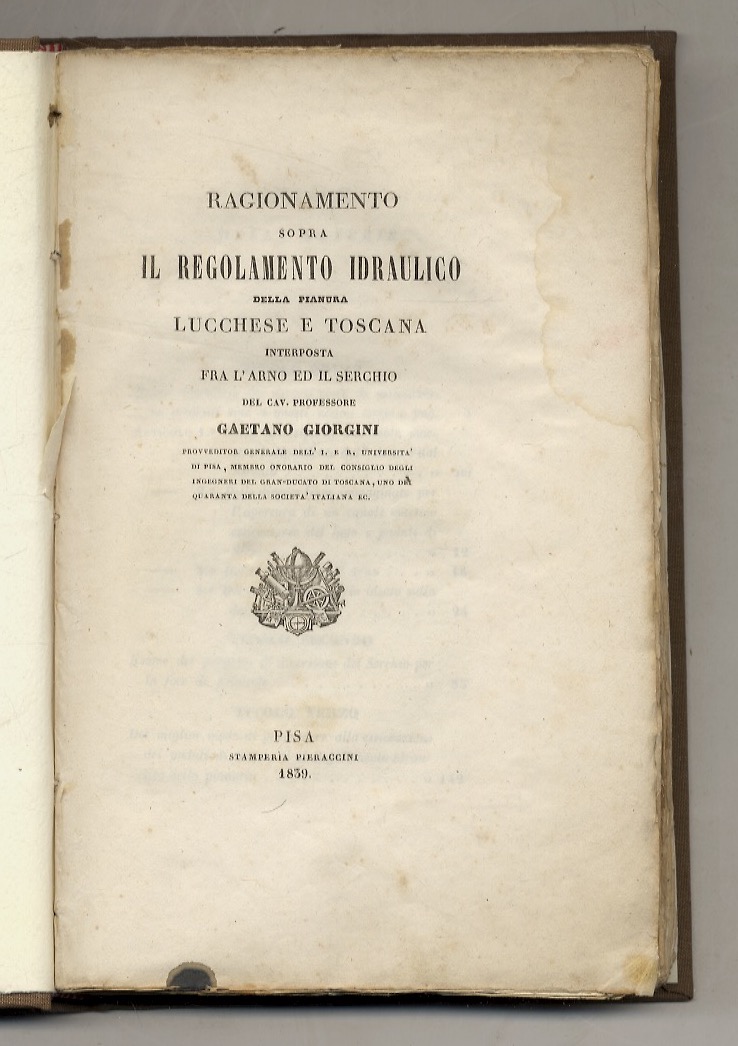 RAGIONAMENTO
SOPRA
IL REGOLAMENTO IDRAULICO
DELLA PIANURA
LUCCHESE E TOSCANA
INTERPOSTA
FRA L'ARNO ED IL SERCHIO
DEL CAV. PROFESSORE
GAETANO GIORGINI
PROVVEDITOR GENERALE DELL' I. E R. UNIVERSITA'
DI PISA, MEMBRO ONORARIO DEL CONSIGLIO DEGLI
INGEGNERI DEL GRAN-DUCATO DI TOSCANA, UNO DEI
QUARANTA DELLA SOCIETA' ITALIANA EC.
PISA
STAMPERIA PIERACCINI
1839.